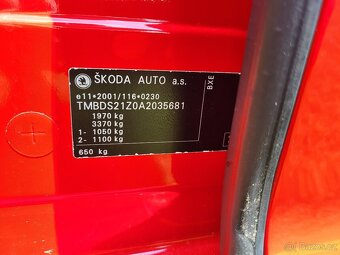 ŠKODA AUTO a.s.
e11*2001/116*0230
TMBDS21Z0A2035681
1970 kg
3370 kg
1- 1050 kg
2- 1100 kg
650 kg
BXE